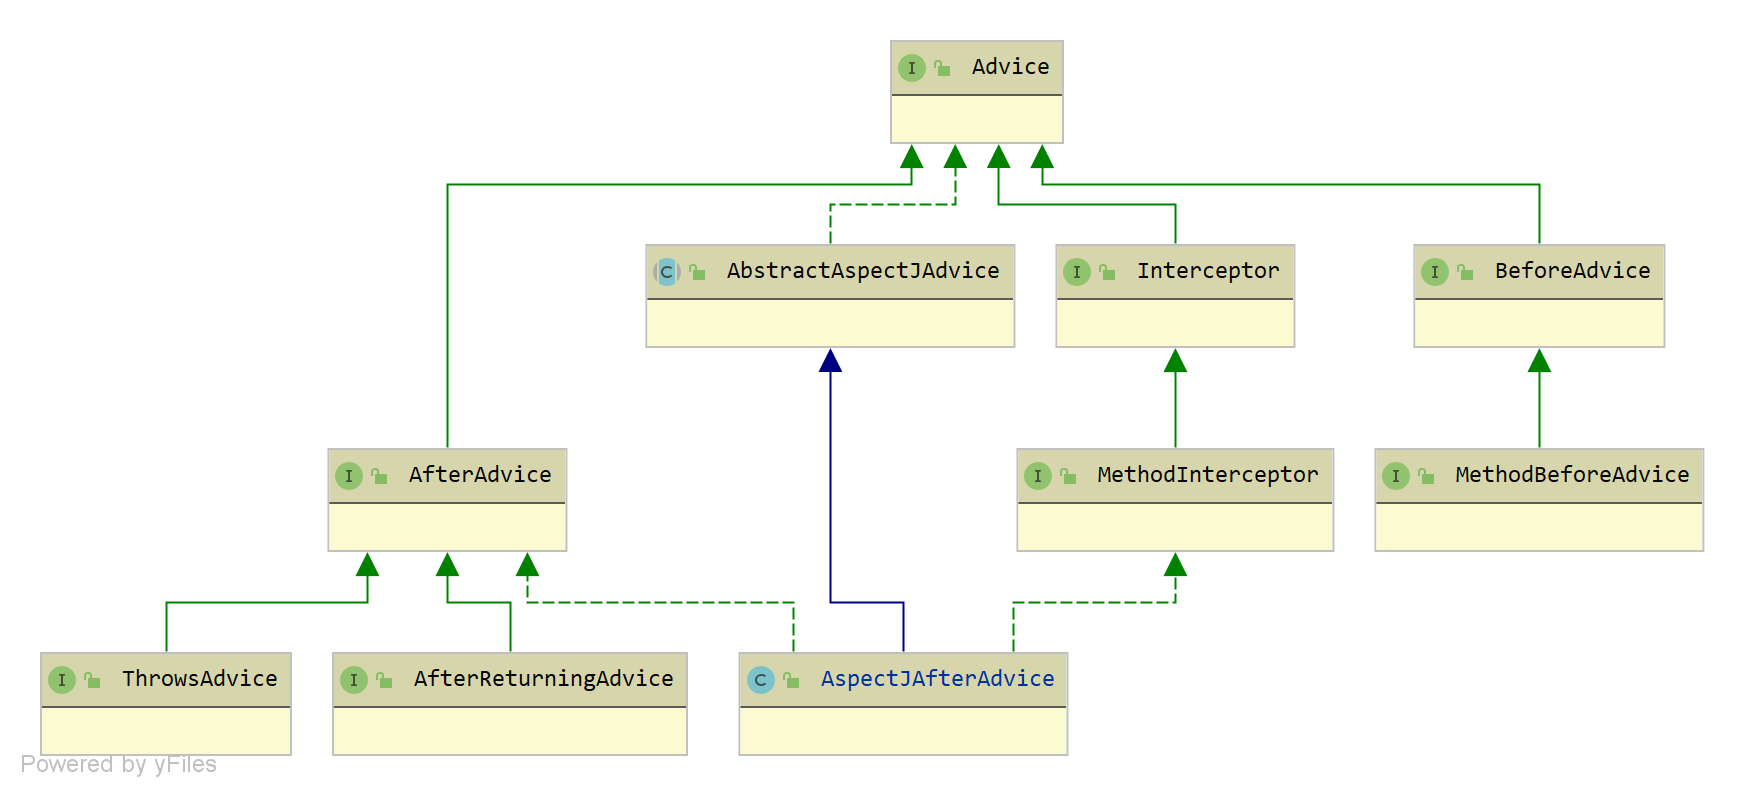 I Advice
C AbstractAspectJAdvice
I Interceptor
I BeforeAdvice
I AfterAdvice
I MethodInterceptor
I MethodBeforeAdvice
I ThrowsAdvice
I AfterReturningAdvice
C AspectJAfterAdvice
Powered by yFiles